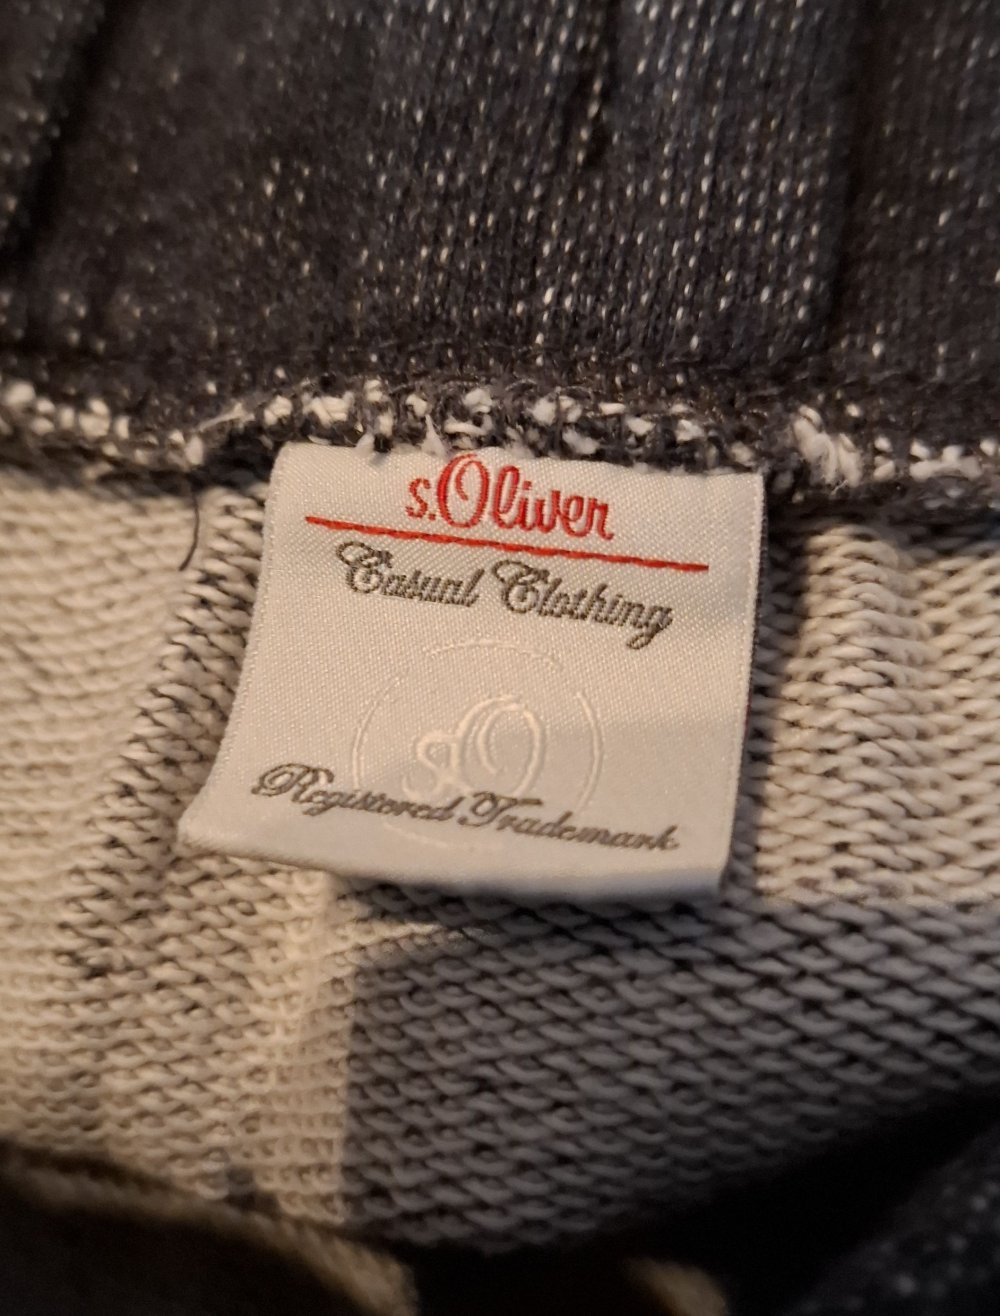 s.Oliver
Casual Clothing
sO
Registered Trademark